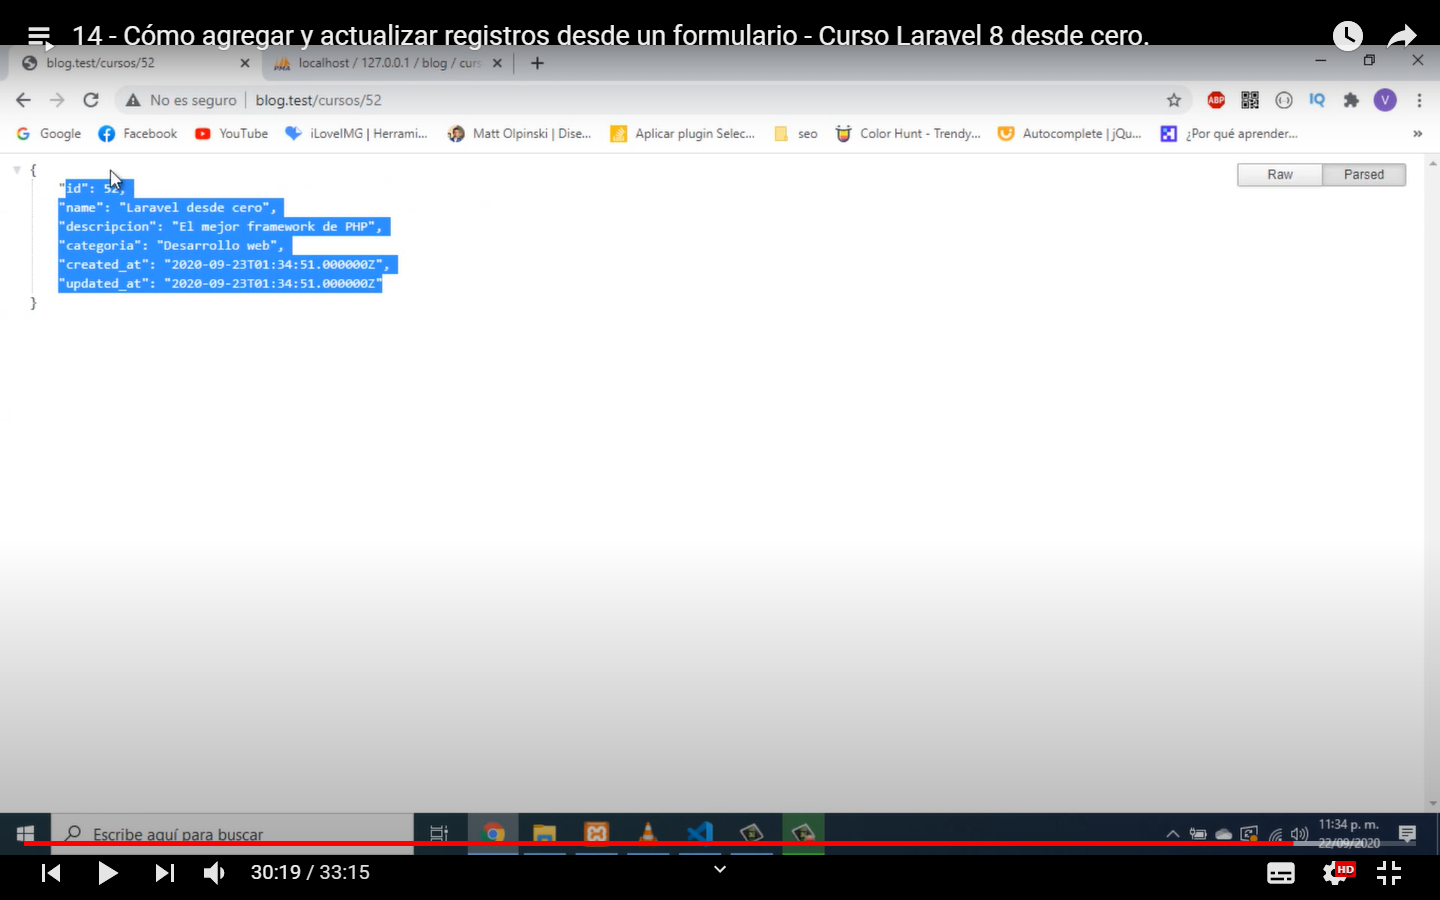 14 - Cómo agregar y actualizar registros desde un formulario - Curso Laravel 8 desde cero.
blog.test/cursos/52
localhost / 127.0.0.1 / blog / curs
No es seguro
blog.test/cursos/52
ABP
IQ
V
Google
Facebook
YouTube
iLoveIMG | Herrami...
Matt Olpinski | Dise...
Aplicar plugin Selec...
seo
Color Hunt - Trendy...
Autocomplete | jQu...
¿Por qué aprender...
»
{
"id": 52,
"name": "Laravel desde cero",
"descripcion": "El mejor framework de PHP",
"categoria": "Desarrollo web",
"created_at": "2020-09-23T01:34:51.000000Z",
"updated_at": "2020-09-23T01:34:51.000000Z"
}
Raw
Parsed
Escribe aquí para buscar
11:34 p. m.
22/09/2020
30:19 / 33:15
HD